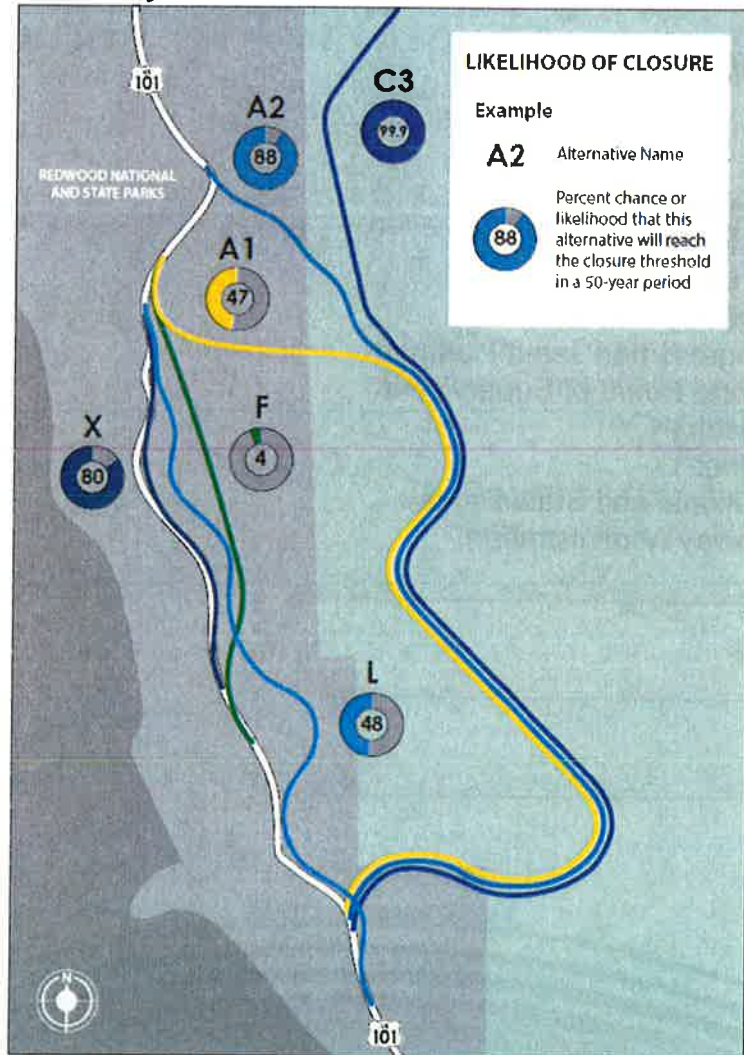 US
101
A2
88
C3
99.9
LIKELIHOOD OF CLOSURE
Example
A2 Alternative Name
88
Percent chance or
likelihood that this
alternative will reach
the closure threshold
in a 50-year period
REDWOOD NATIONAL
AND STATE PARKS
A1
47
X
80
F
4
L
48
N
US
101